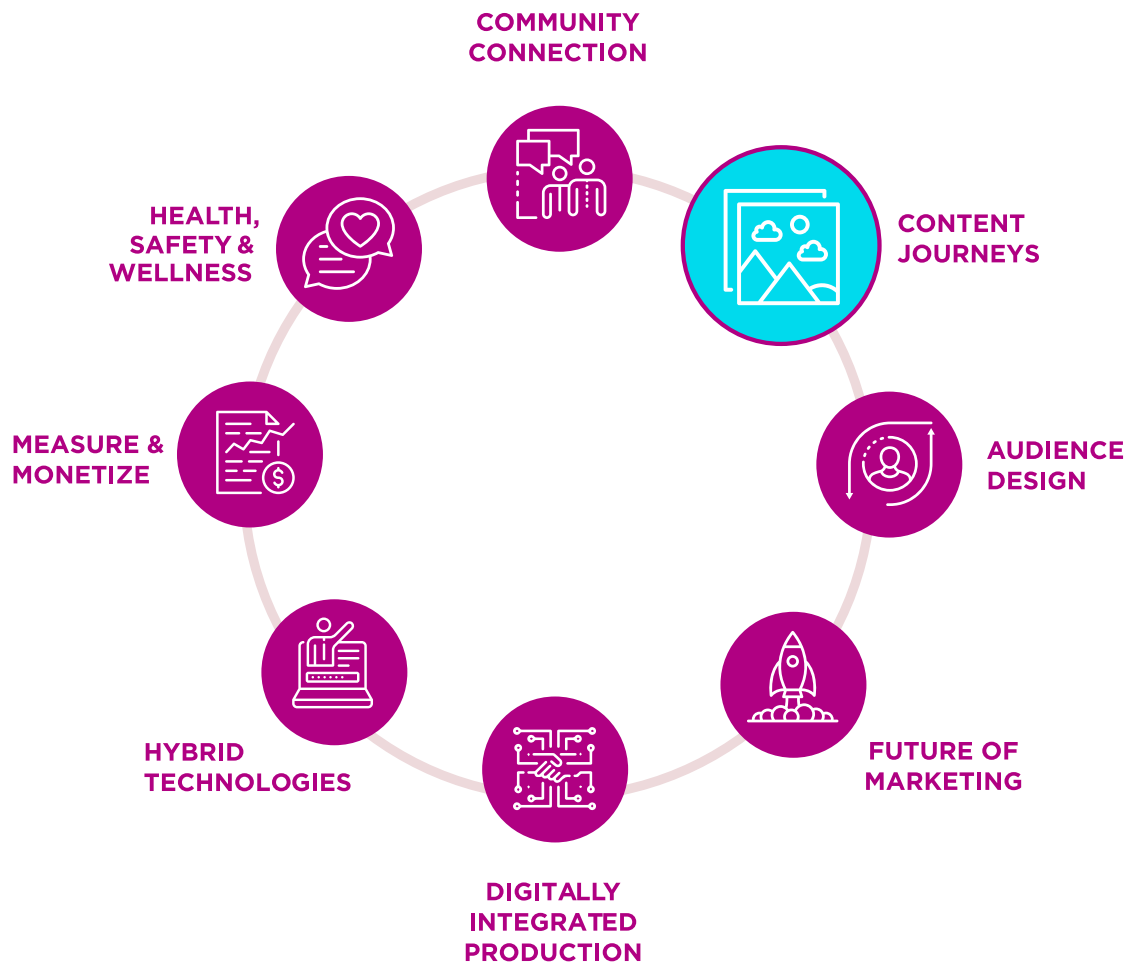 COMMUNITY
CONNECTION
CONTENT
JOURNEYS
AUDIENCE
DESIGN
FUTURE OF
MARKETING
DIGITALLY
INTEGRATED
PRODUCTION
HYBRID
TECHNOLOGIES
MEASURE &
MONETIZE
$
HEALTH,
SAFETY &
WELLNESS